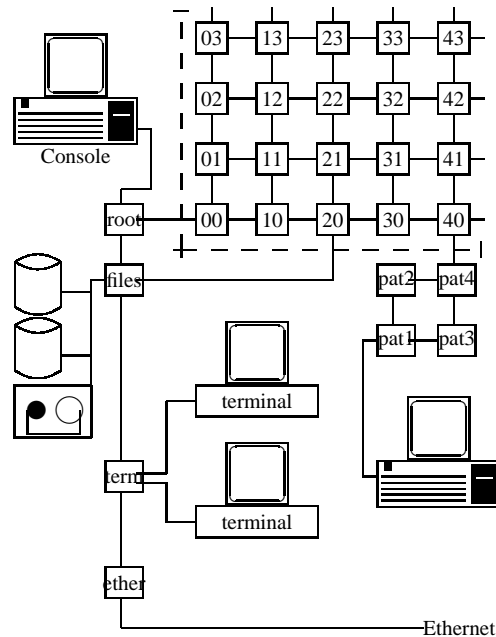 03 13 23 33 43
02 12 22 32 42
Console
01 11 21 31 41
root 00 10 20 30 40
files pat2 pat4
pat1 pat3
terminal
term
terminal
ether
Ethernet